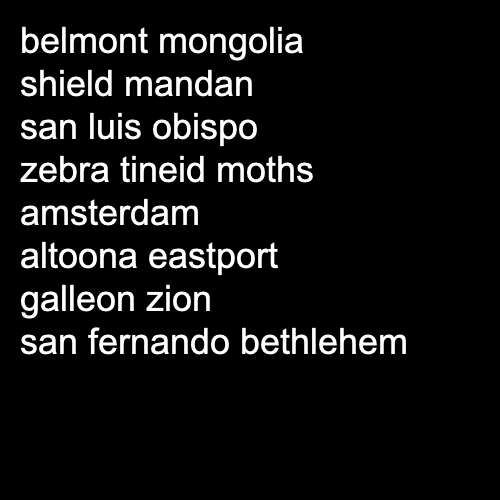 belmont mongolia
shield mandan
san luis obispo
zebra tineid moths
amsterdam
altoona eastport
galleon zion
san fernando bethlehem